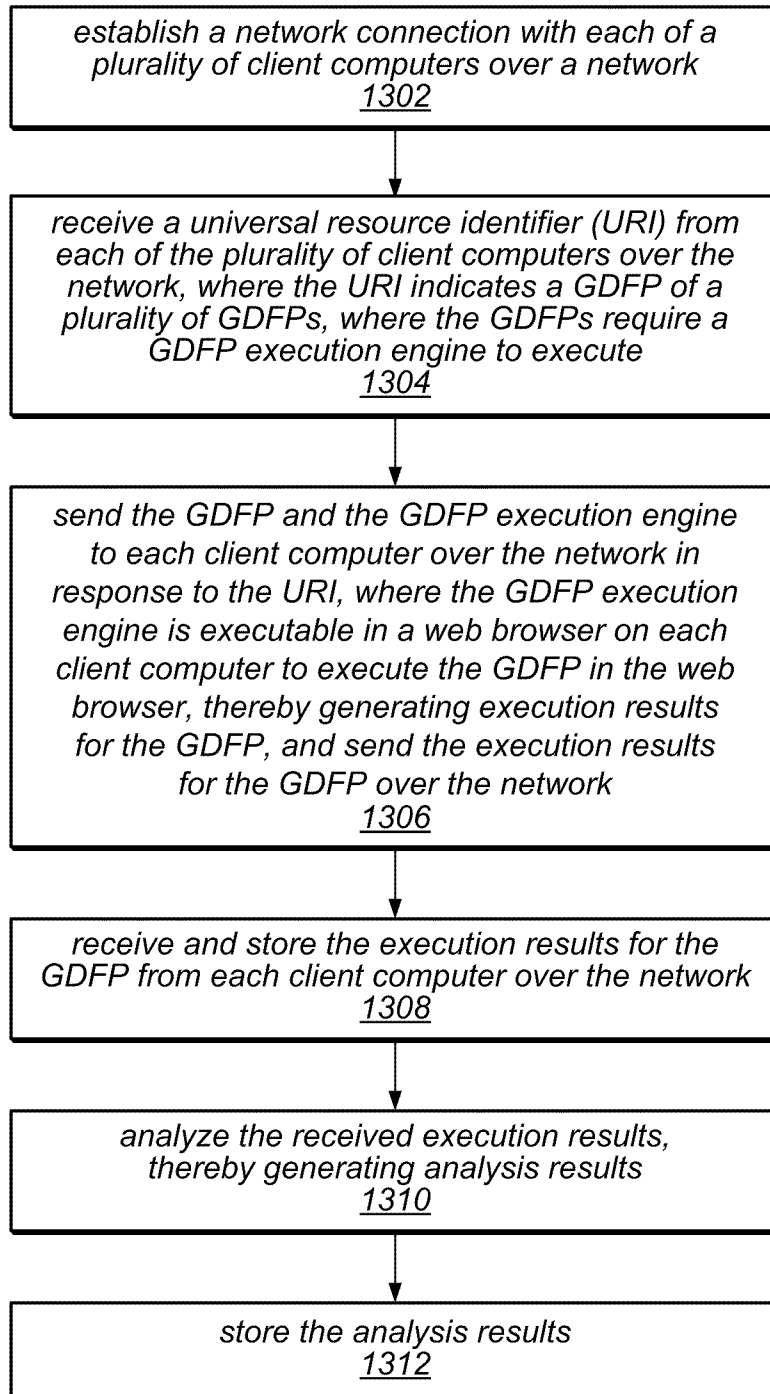 establish a network connection with each of a
plurality of client computers over a network
1302
receive a universal resource identifier (URI) from
each of the plurality of client computers over the
network, where the URI indicates a GDFP of a
plurality of GDFPs, where the GDFPs require a
GDFP execution engine to execute
1304
send the GDFP and the GDFP execution engine
to each client computer over the network in
response to the URI, where the GDFP execution
engine is executable in a web browser on each
client computer to execute the GDFP in the web
browser, thereby generating execution results
for the GDFP, and send the execution results
for the GDFP over the network
1306
receive and store the execution results for the
GDFP from each client computer over the network
1308
analyze the received execution results,
thereby generating analysis results
1310
store the analysis results
1312